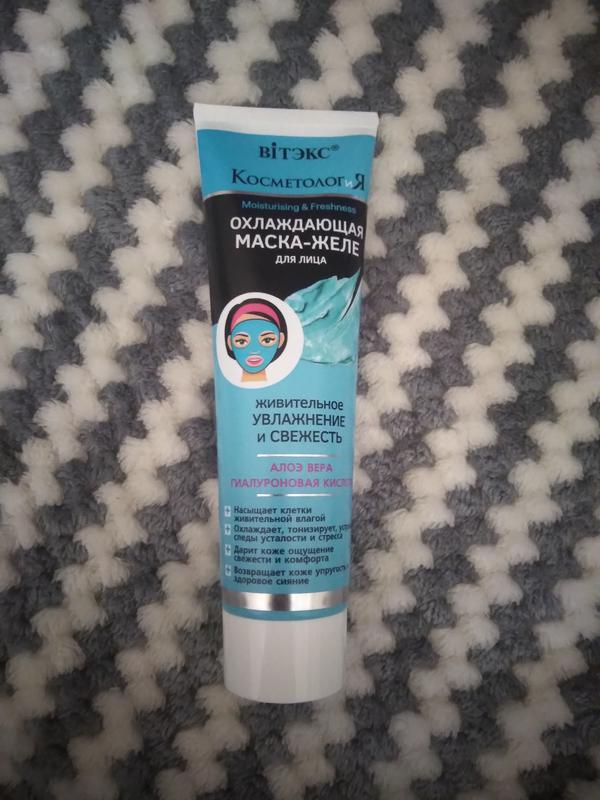 ВIТЭКС®
КОСМЕТОЛОГИЯ
Moisturising & Freshness
ОХЛАЖДАЮЩАЯ
МАСКА-ЖЕЛЕ
ДЛЯ ЛИЦА
ЖИВИТЕЛЬНОЕ
УВЛАЖНЕНИЕ
и СВЕЖЕСТЬ
АЛОЭ ВЕРА
ГИАЛУРОНОВАЯ
Насыщает клетки
живительной влагой
Охлаждает, тонизирует,
следы усталости и стресса
Дарит коже ощущение
свежести и комфорта
Возвращает коже упругость
здоровое сияние